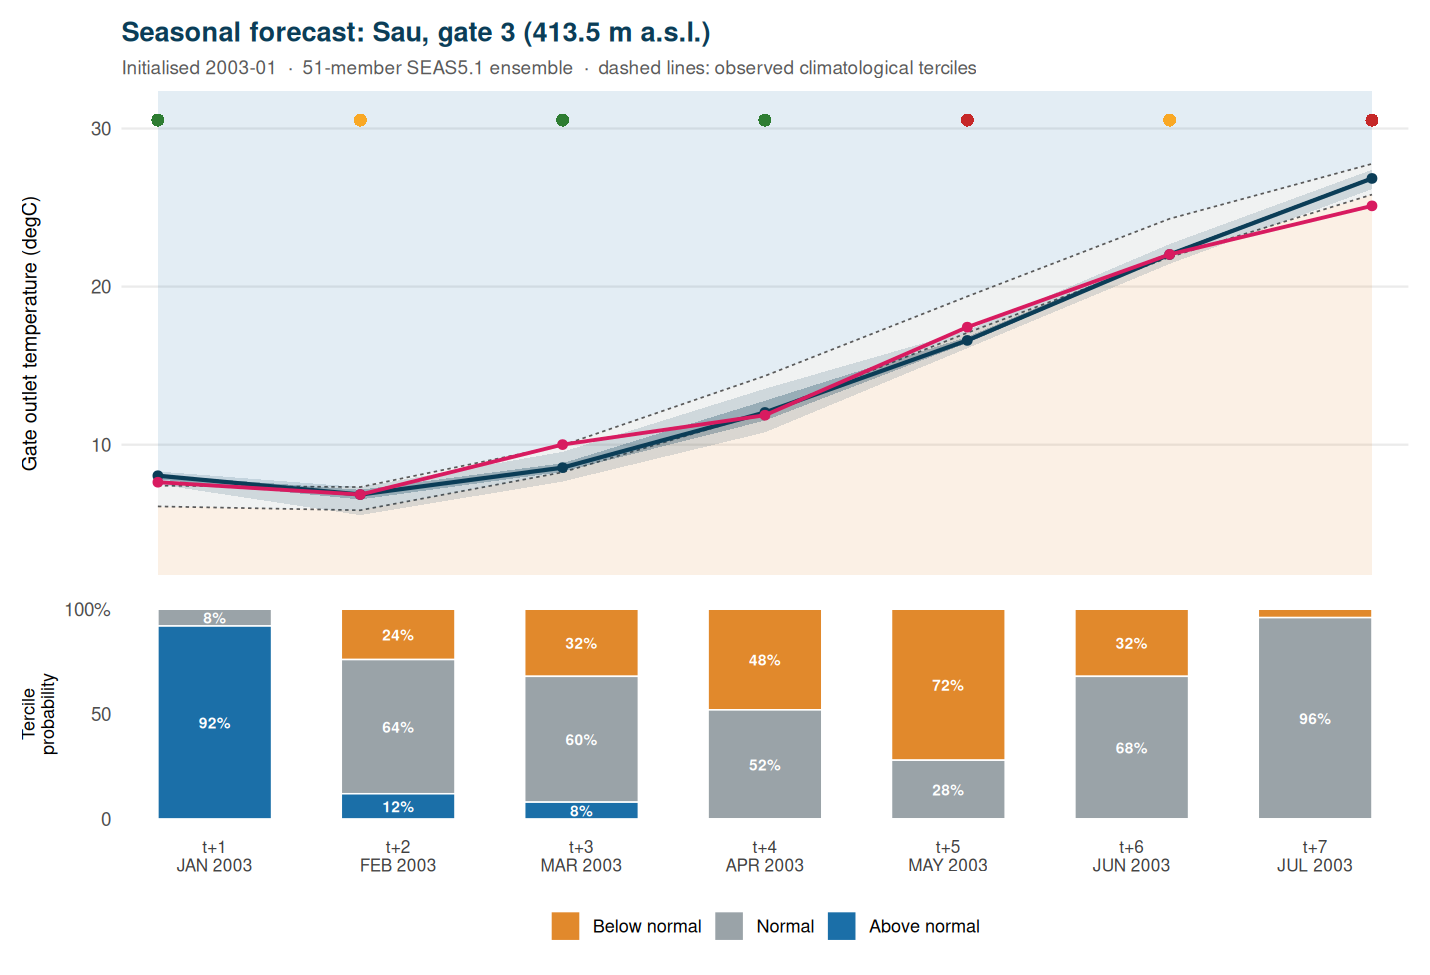 Seasonal forecast: Sau, gate 3 (413.5 m a.s.l.)
Initialised 2003-01 · 51-member SEAS5.1 ensemble · dashed lines: observed climatological terciles
Gate outlet temperature (degC)
30
20
10
Tercile
probability
100%
50
0
8%
92%
24%
64%
12%
32%
60%
8%
48%
52%
72%
28%
32%
68%
96%
t+1
JAN 2003
t+2
FEB 2003
t+3
MAR 2003
t+4
APR 2003
t+5
MAY 2003
t+6
JUN 2003
t+7
JUL 2003
Below normal
Normal
Above normal